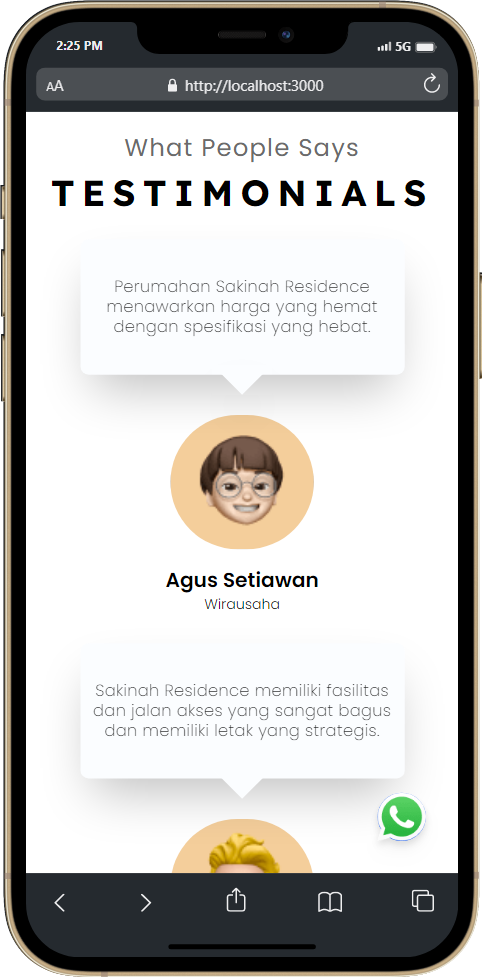 2:25 PM
5G
AA
http://localhost:3000
What People Says
TESTIMONIALS
Perumahan Sakinah Residence
menawarkan harga yang hemat
dengan spesifikasi yang hebat.
Agus Setiawan
Wirausaha
Sakinah Residence memiliki fasilitas
dan jalan akses yang sangat bagus
dan memiliki letak yang strategis.